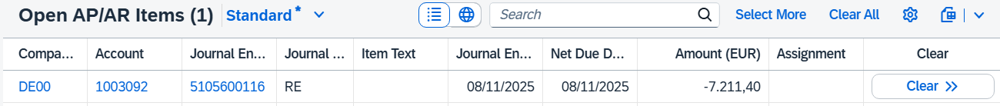 Open AP/AR Items (1) Standard * Search Select More Clear All
Compa... Account Journal En... Journal ... Item Text Journal En... Net Due D... Amount (EUR) Assignment Clear
DE00 1003092 5105600116 RE 08/11/2025 08/11/2025 -7.211,40 Clear